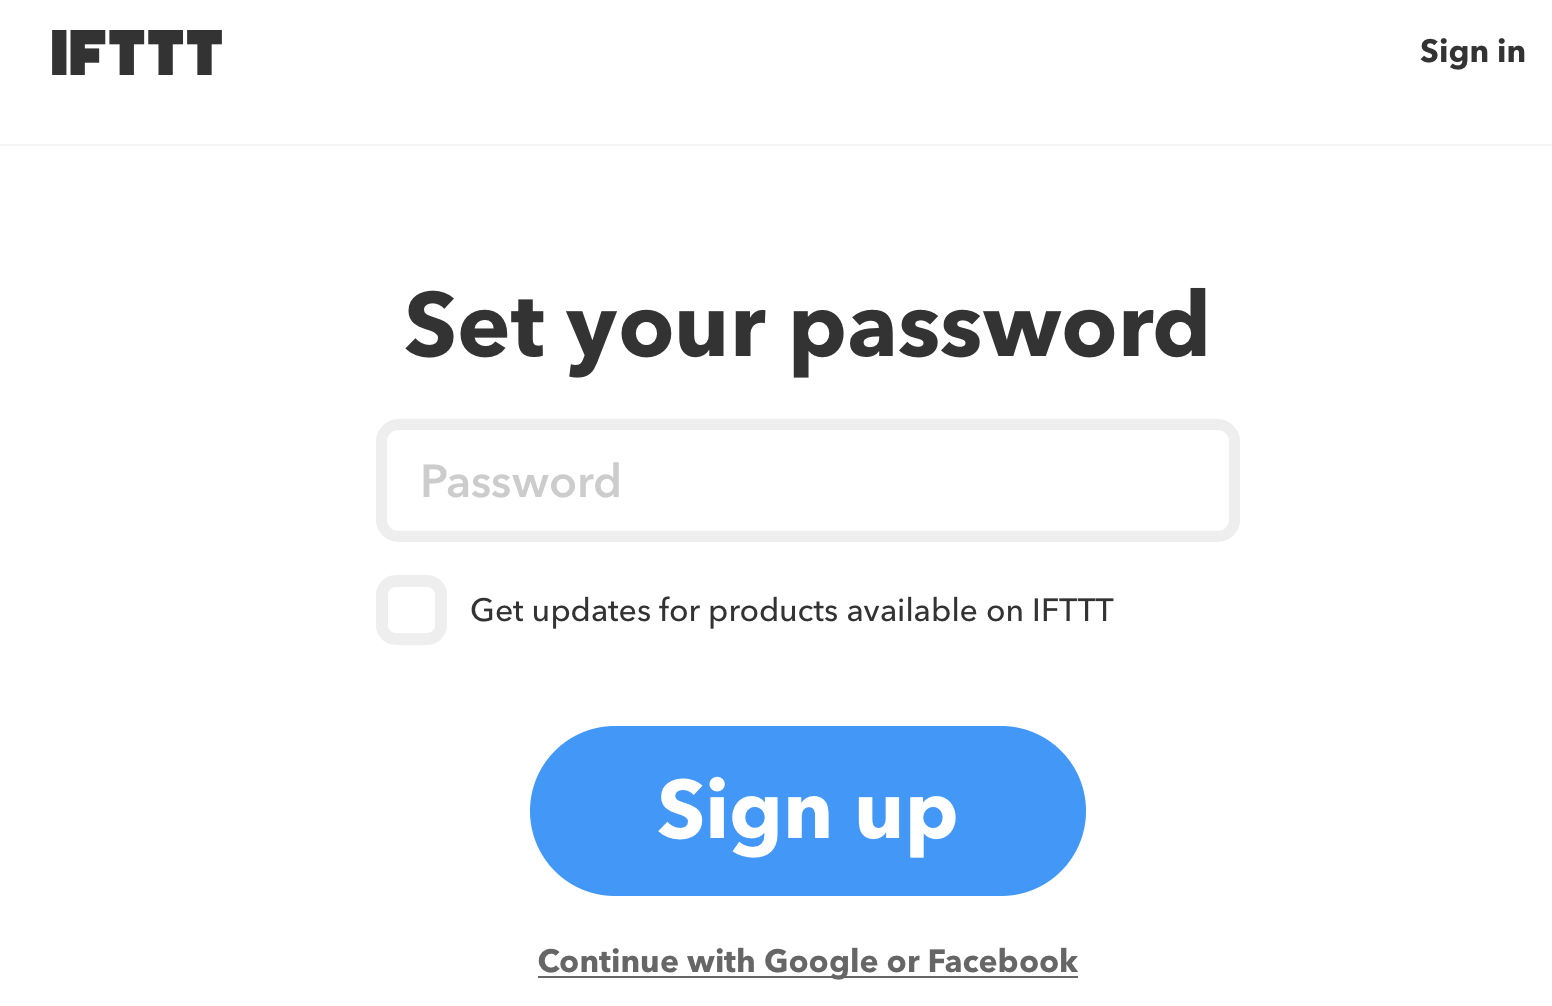 IFTTT
Sign in
Set your password
Password
Get updates for products available on IFTTT
Sign up
Continue with Google or Facebook